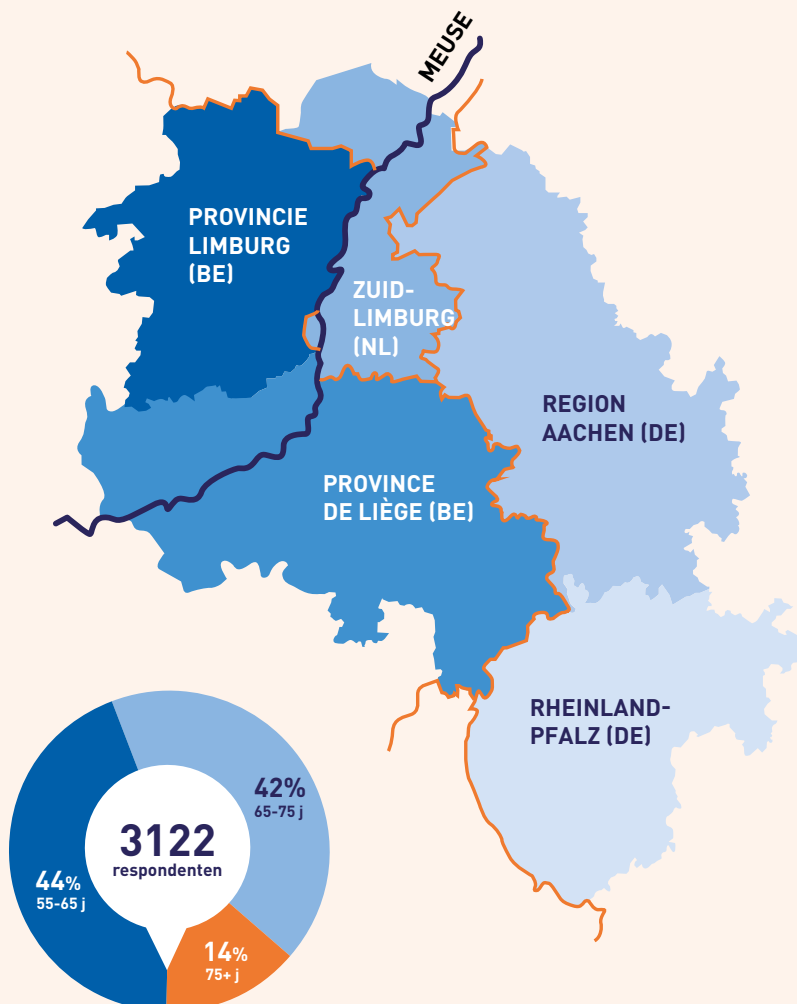 MEUSE
PROVINCIE
LIMBURG
(BE)
ZUID-
LIMBURG
(NL)
REGION
AACHEN (DE)
PROVINCE
DE LIÈGE (BE)
RHEINLAND-
PFALZ (DE)
42%
65-75 j
3122
respondenten
44%
55-65 j
14%
75+ j